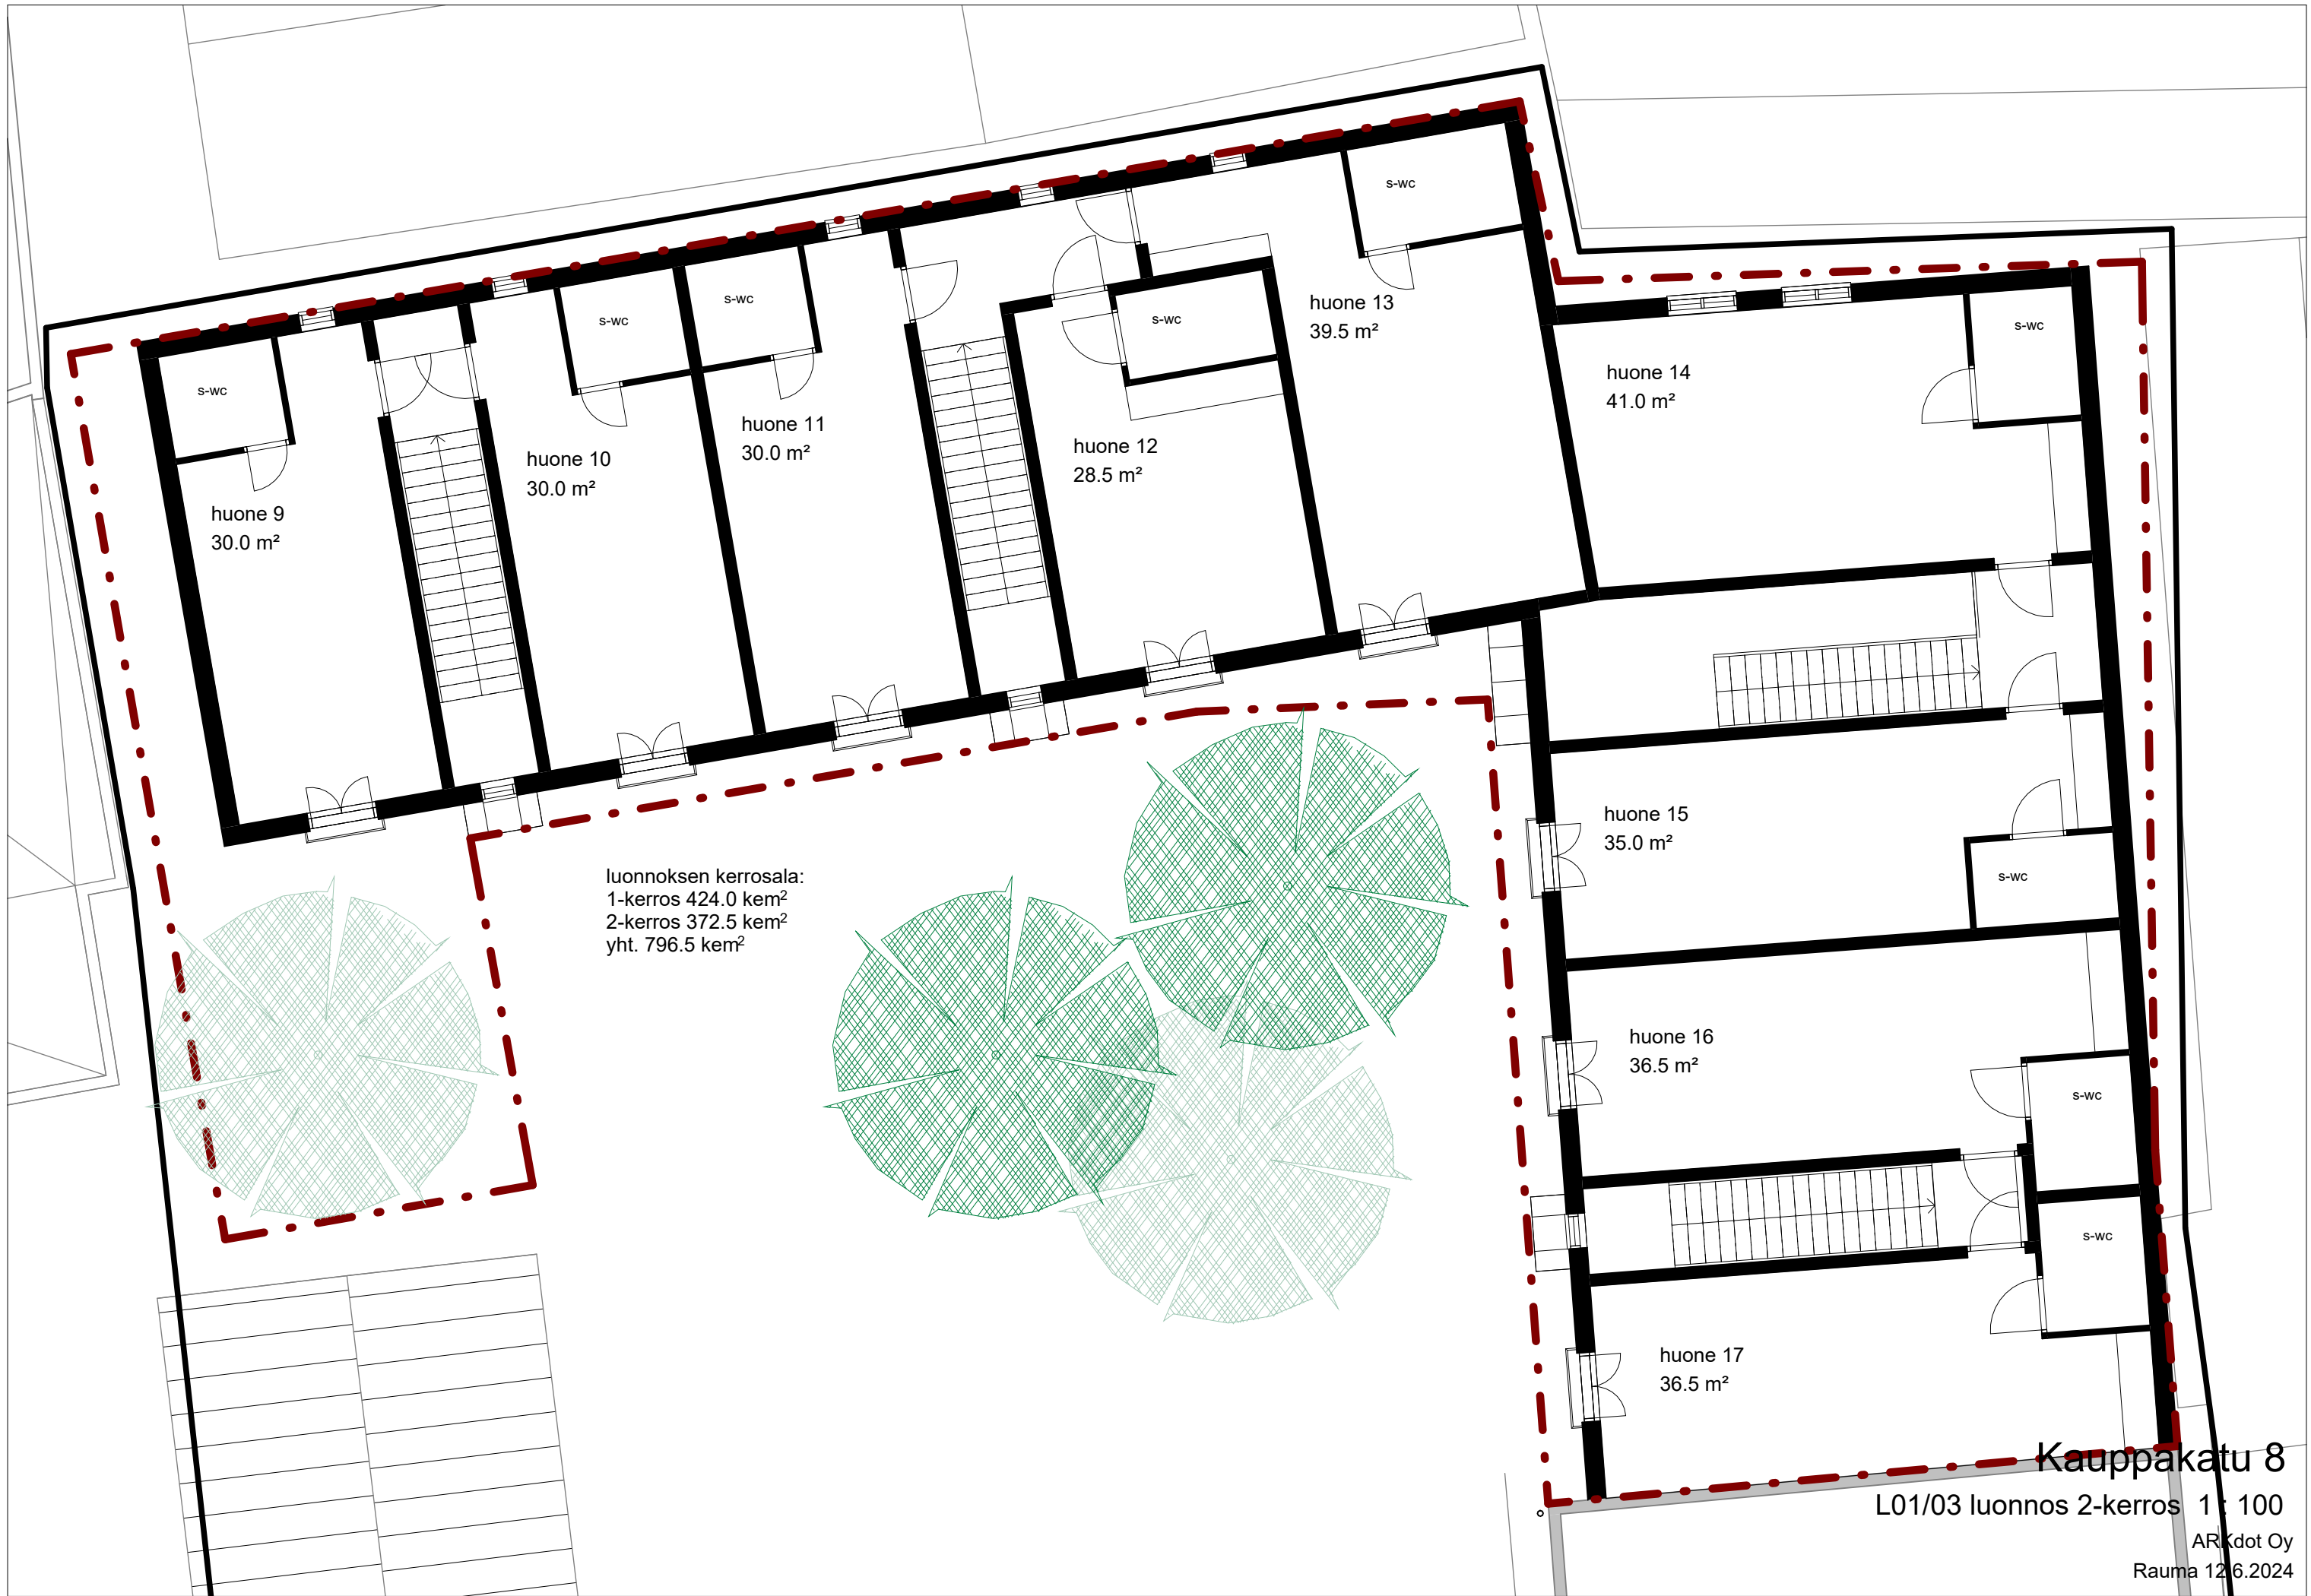 s-wc
huone 9
30.0 m²
s-wc
huone 10
30.0 m²
s-wc
huone 11
30.0 m²
s-wc
huone 12
28.5 m²
s-wc
huone 13
39.5 m²
s-wc
huone 14
41.0 m²
huone 15
35.0 m²
s-wc
huone 16
36.5 m²
s-wc
s-wc
huone 17
36.5 m²
luonnoksen kerrosala:
1-kerros 424.0 kem²
2-kerros 372.5 kem²
yht. 796.5 kem²
Kauppakatu 8
L01/03 luonnos 2-kerros 1 : 100
ARKdot Oy
Rauma 12.6.2024